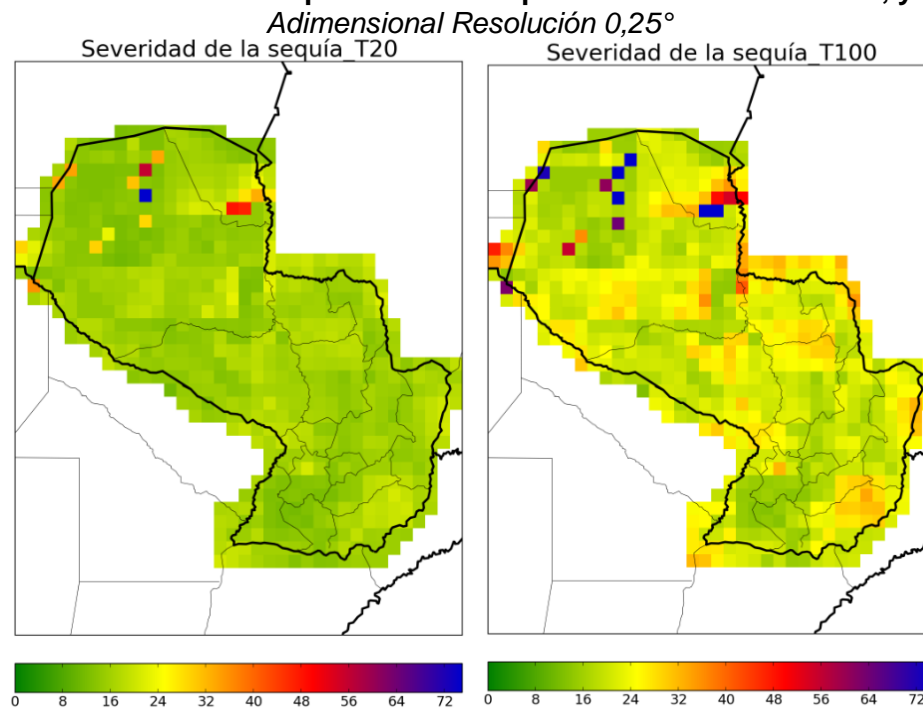 Adimensional Resolución 0,25°
Severidad de la sequía_T20
Severidad de la sequía_T100
0 8 16 24 32 40 48 56 64 72
0 8 16 24 32 40 48 56 64 72